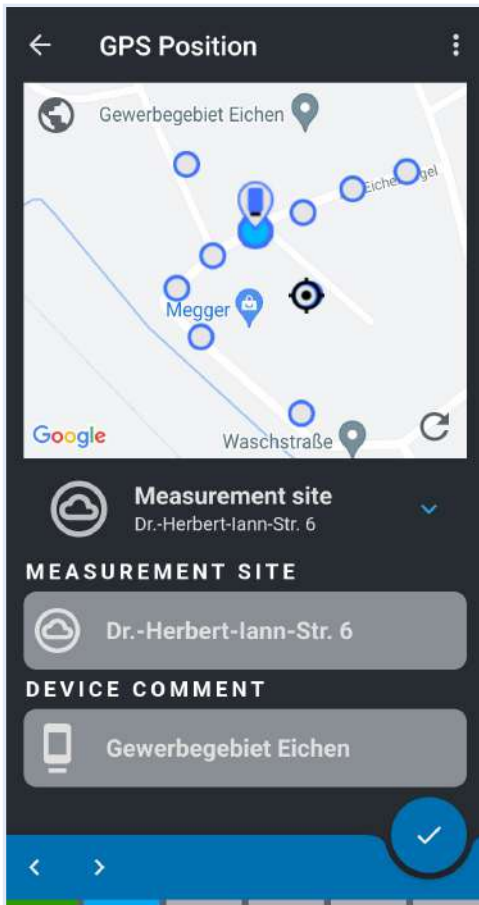 GPS Position
Gewerbegebiet Eichen
Megger
Google
Waschstraße
Measurement site
Dr.-Herbert-Iann-Str. 6
MEASUREMENT SITE
Dr.-Herbert-Iann-Str. 6
DEVICE COMMENT
Gewerbegebiet Eichen